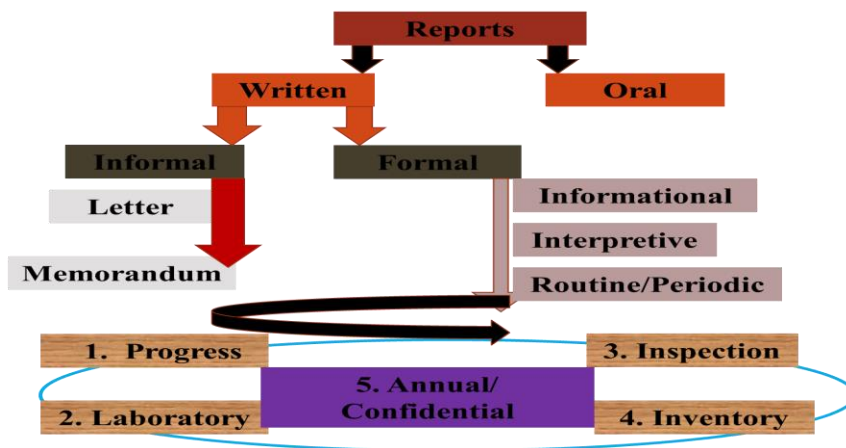 Reports
Written
Oral
Informal
Formal
Letter
Informational
Interpretive
Memorandum
Routine/Periodic
1. Progress
3. Inspection
5. Annual/
Confidential
2. Laboratory
4. Inventory